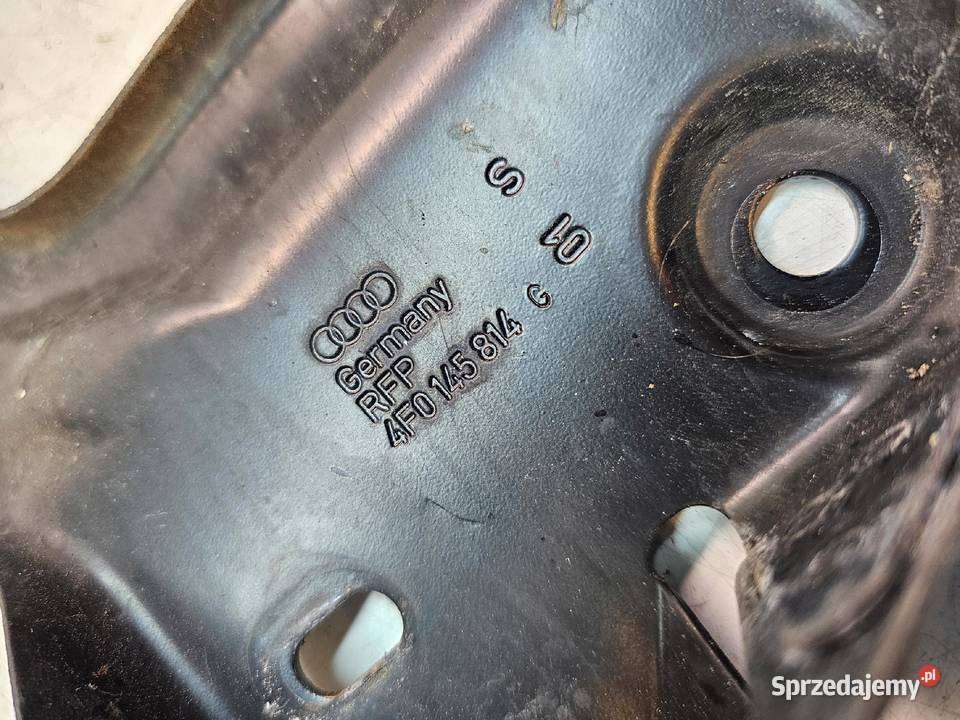 S
01
Germany
RFP
4F0 145 814 G
Sprzedajemy.pl